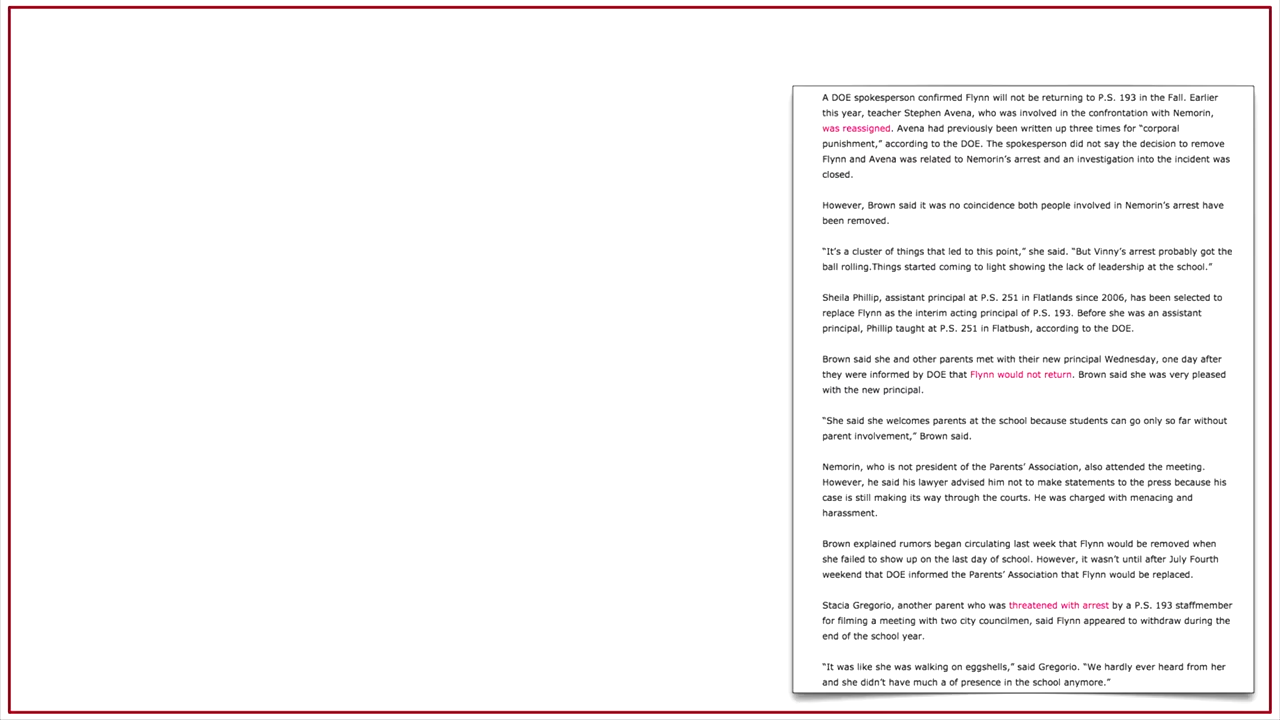 A DOE spokesperson confirmed Flynn will not be returning to P.S. 193 in the Fall. Earlier
this year, teacher Stephen Avena, who was involved in the confrontation with Nemorin,
was reassigned. Avena had previously been written up three times for “corporal
punishment,” according to the DOE. The spokesperson did not say the decision to remove
Flynn and Avena was related to Nemorin’s arrest and an investigation into the incident was
closed.
However, Brown said it was no coincidence both people involved in Nemorin’s arrest have
been removed.
“It’s a cluster of things that led to this point,” she said. “But Vinny’s arrest probably got the
ball rolling.Things started coming to light showing the lack of leadership at the school.”
Sheila Phillip, assistant principal at P.S. 251 in Flatlands since 2006, has been selected to
replace Flynn as the interim acting principal of P.S. 193. Before she was an assistant
principal, Phillip taught at P.S. 251 in Flatbush, according to the DOE.
Brown said she and other parents met with their new principal Wednesday, one day after
they were informed by DOE that Flynn would not return. Brown said she was very pleased
with the new principal.
“She said she welcomes parents at the school because students can go only so far without
parent involvement,” Brown said.
Nemorin, who is not president of the Parents’ Association, also attended the meeting.
However, he said his lawyer advised him not to make statements to the press because his
case is still making its way through the courts. He was charged with menacing and
harassment.
Brown explained rumors began circulating last week that Flynn would be removed when
she failed to show up on the last day of school. However, it wasn’t until after July Fourth
weekend that DOE informed the Parents’ Association that Flynn would be replaced.
Stacia Gregorio, another parent who was threatened with arrest by a P.S. 193 staffmember
for filming a meeting with two city councilmen, said Flynn appeared to withdraw during the
end of the school year.
“It was like she was walking on eggshells,” said Gregorio. “We hardly ever heard from her
and she didn’t have much a of presence in the school anymore.”